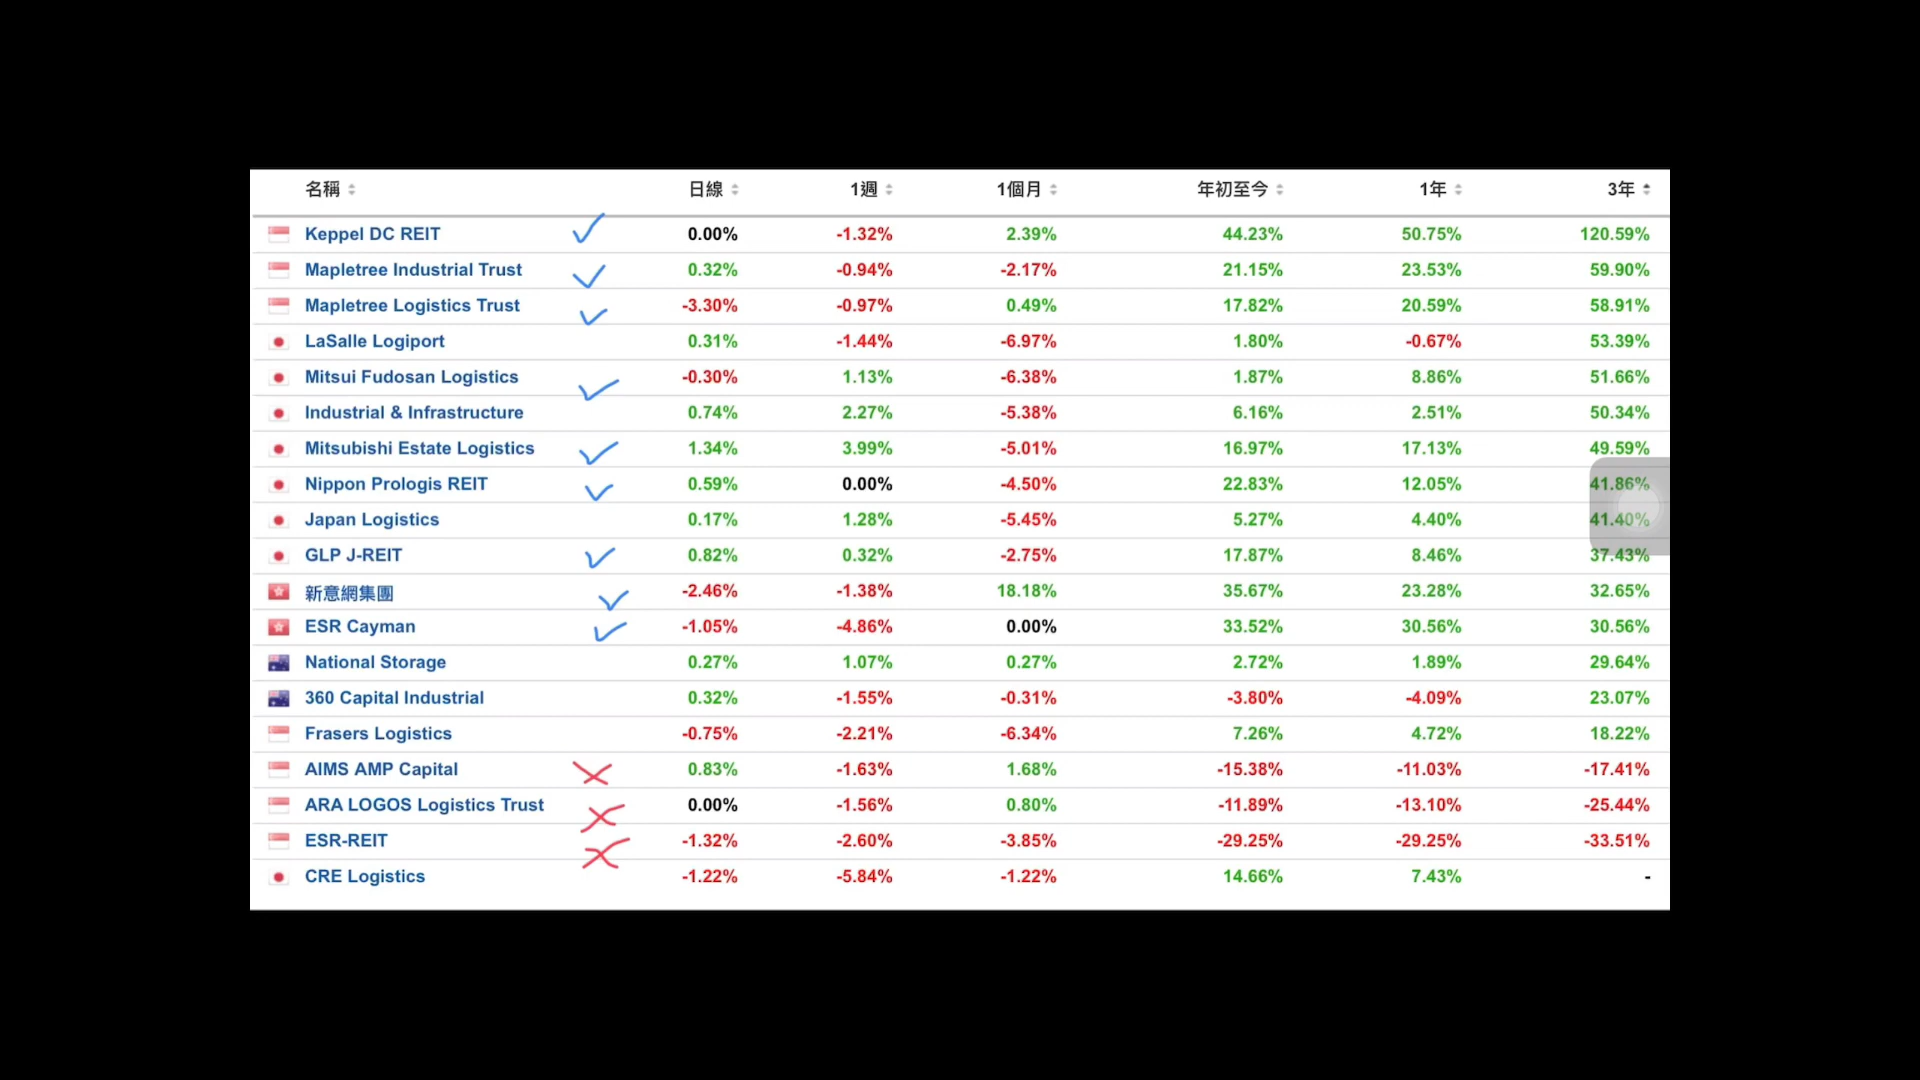 名稱 日線 1週 1個月 年初至今 1年 3年
Keppel DC REIT 0.00% -1.32% 2.39% 44.23% 50.75% 120.59%
Mapletree Industrial Trust 0.32% -0.94% -2.17% 21.15% 23.53% 59.90%
Mapletree Logistics Trust -3.30% -0.97% 0.49% 17.82% 20.59% 58.91%
LaSalle Logiport 0.31% -1.44% -6.97% 1.80% -0.67% 53.39%
Mitsui Fudosan Logistics -0.30% 1.13% -6.38% 1.87% 8.86% 51.66%
Industrial & Infrastructure 0.74% 2.27% -5.38% 6.16% 2.51% 50.34%
Mitsubishi Estate Logistics 1.34% 3.99% -5.01% 16.97% 17.13% 49.59%
Nippon Prologis REIT 0.59% 0.00% -4.50% 22.83% 12.05% 41.86%
Japan Logistics 0.17% 1.28% -5.45% 5.27% 4.40% 41.40%
GLP J-REIT 0.82% 0.32% -2.75% 17.87% 8.46% 37.43%
新意網集團 -2.46% -1.38% 18.18% 35.67% 23.28% 32.65%
ESR Cayman -1.05% -4.86% 0.00% 33.52% 30.56% 30.56%
National Storage 0.27% 1.07% 0.27% 2.72% 1.89% 29.64%
360 Capital Industrial 0.32% -1.55% -0.31% -3.80% -4.09% 23.07%
Frasers Logistics -0.75% -2.21% -6.34% 7.26% 4.72% 18.22%
AIMS AMP Capital 0.83% -1.63% 1.68% -15.38% -11.03% -17.41%
ARA LOGOS Logistics Trust 0.00% -1.56% 0.80% -11.89% -13.10% -25.44%
ESR-REIT -1.32% -2.60% -3.85% -29.25% -29.25% -33.51%
CRE Logistics -1.22% -5.84% -1.22% 14.66% 7.43% -